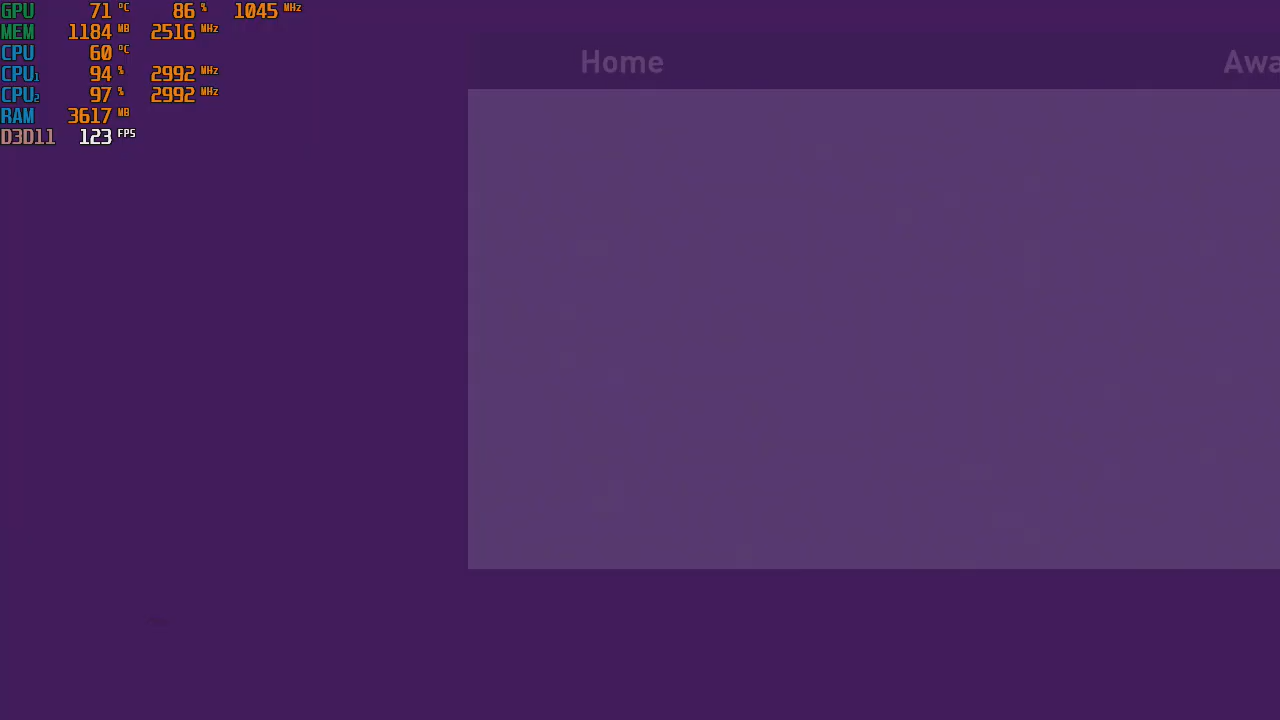 GPU 71 °C 86 % 1045 MHz
MEM 1184 MB 2516 MHz
CPU 60 °C
CPU1 94 % 2992 MHz
CPU2 97 % 2992 MHz
RAM 3617 MB
D3D11 123 FPS
Home Awa